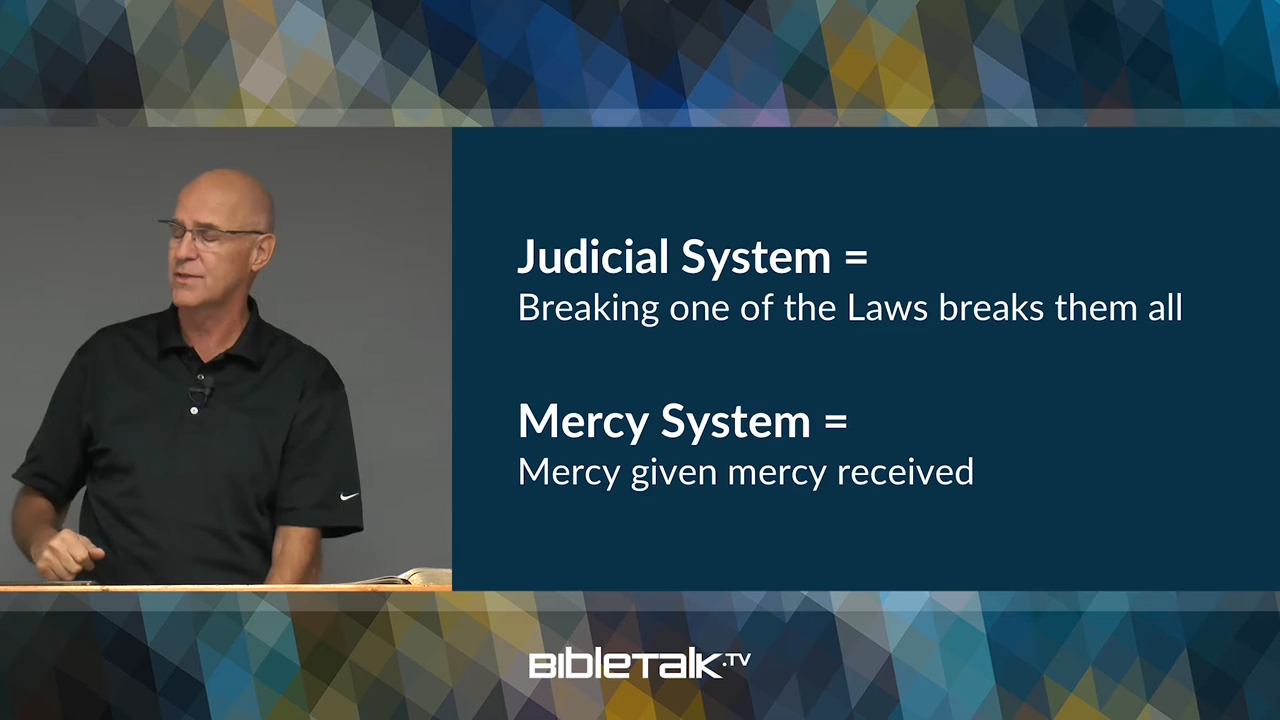 Judicial System =
Breaking one of the Laws breaks them all
Mercy System =
Mercy given mercy received
BIBLETALK.TV